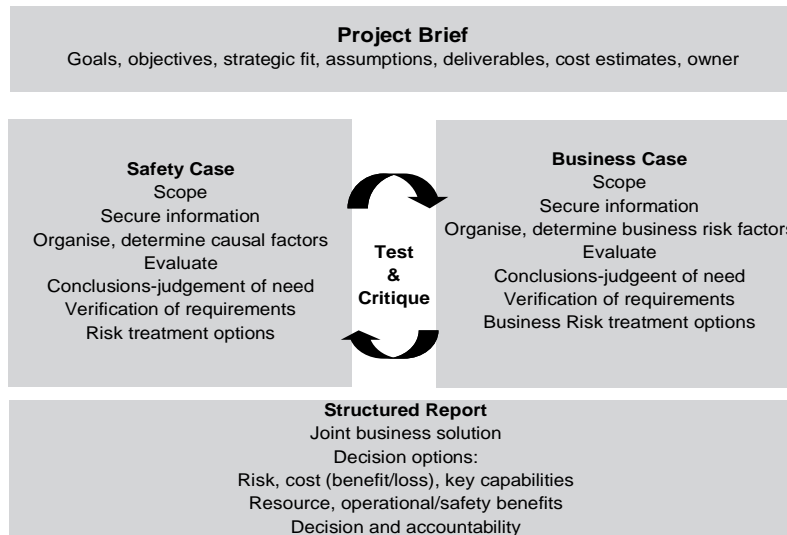 Project Brief
Goals, objectives, strategic fit, assumptions, deliverables, cost estimates, owner
Safety Case
Scope
Secure information
Organise, determine causal factors
Evaluate
Conclusions-judgement of need
Verification of requirements
Risk treatment options
Test
&
Critique
Business Case
Scope
Secure information
Organise, determine business risk factors
Evaluate
Conclusions-judgeent of need
Verification of requirements
Business Risk treatment options
Structured Report
Joint business solution
Decision options:
Risk, cost (benefit/loss), key capabilities
Resource, operational/safety benefits
Decision and accountability